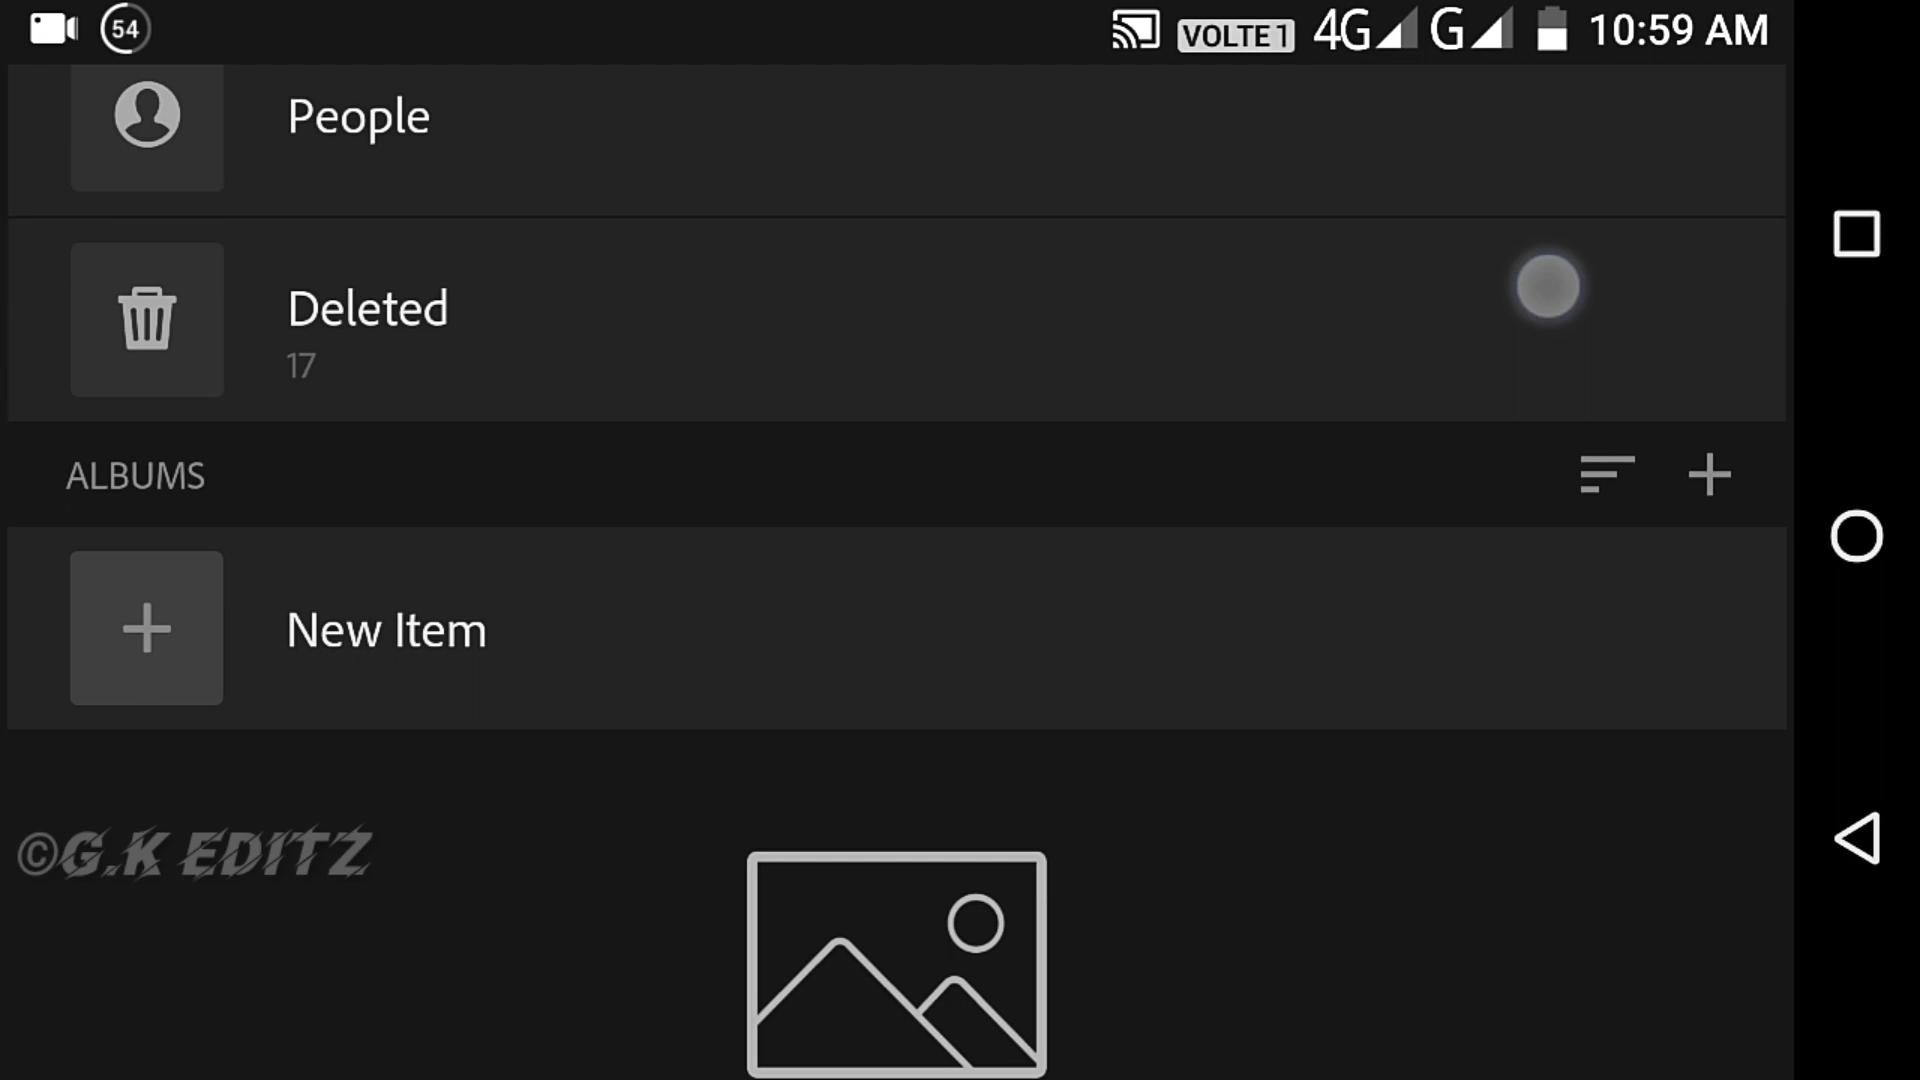 54 VOLTE 1 4G G 10:59 AM
People
Deleted
17
ALBUMS
New Item
©G.K EDITZ